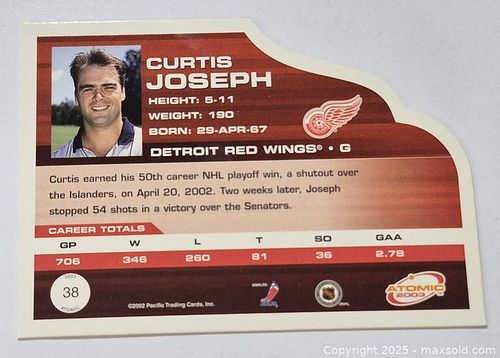 CURTIS
JOSEPH
HEIGHT: 5-11
WEIGHT: 190
BORN: 29-APR-67
DETROIT RED WINGS® • G
Curtis earned his 50th career NHL playoff win, a shutout over
the Islanders, on April 20, 2002. Two weeks later, Joseph
stopped 54 shots in a victory over the Senators.
CAREER TOTALS
GP W L T SO GAA
706 346 260 81 36 2.78
2003
38
ATOMIC
©2002 Pacific Trading Cards, Inc.
ATOMIC
2003
Copyright 2025 - maxsold.com